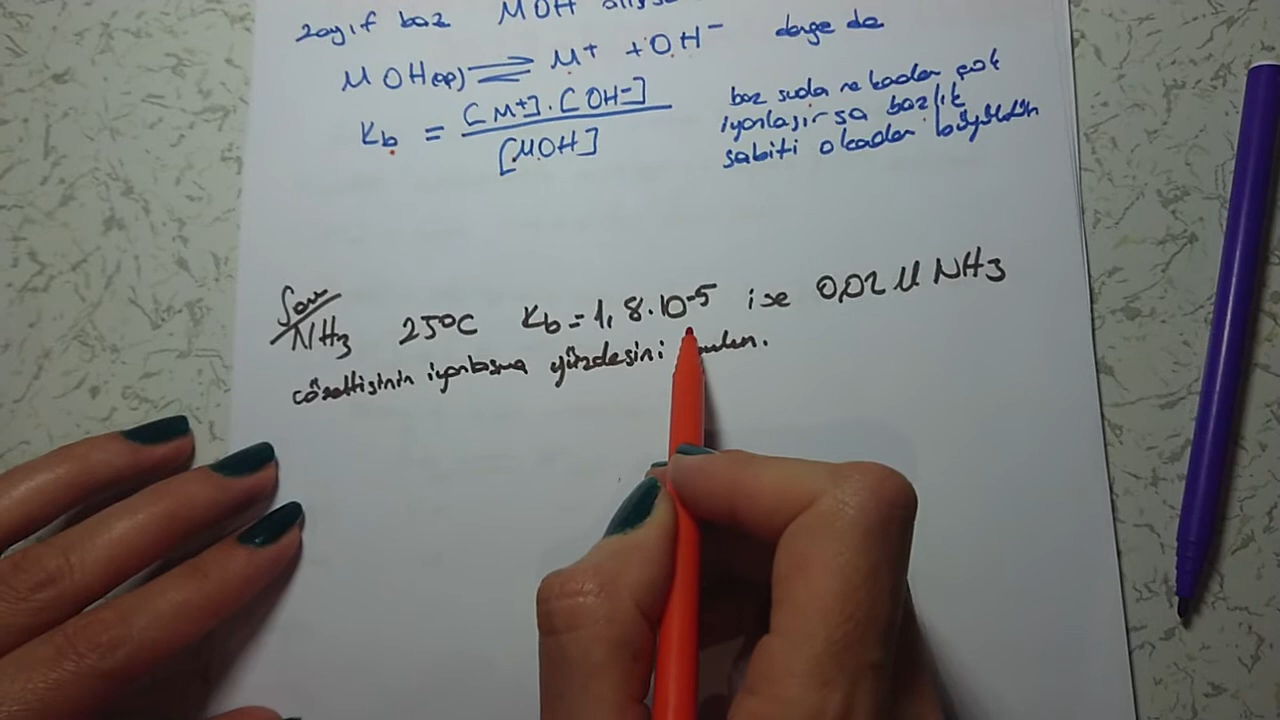 zayıf baz MOH
MOH(aq) ⇌ M⁺ + OH⁻ denge de
Kb = [M⁺].[OH⁻] / [MOH]
baz suda ne kadar çok
iyonlaşırsa bazlık
sabiti o kadar büyüktür
Soru
NH3 25°C Kb = 1,8.10⁻⁵ ise 0,02 M NH3
çözeltisinin iyonlaşma yüzdesini